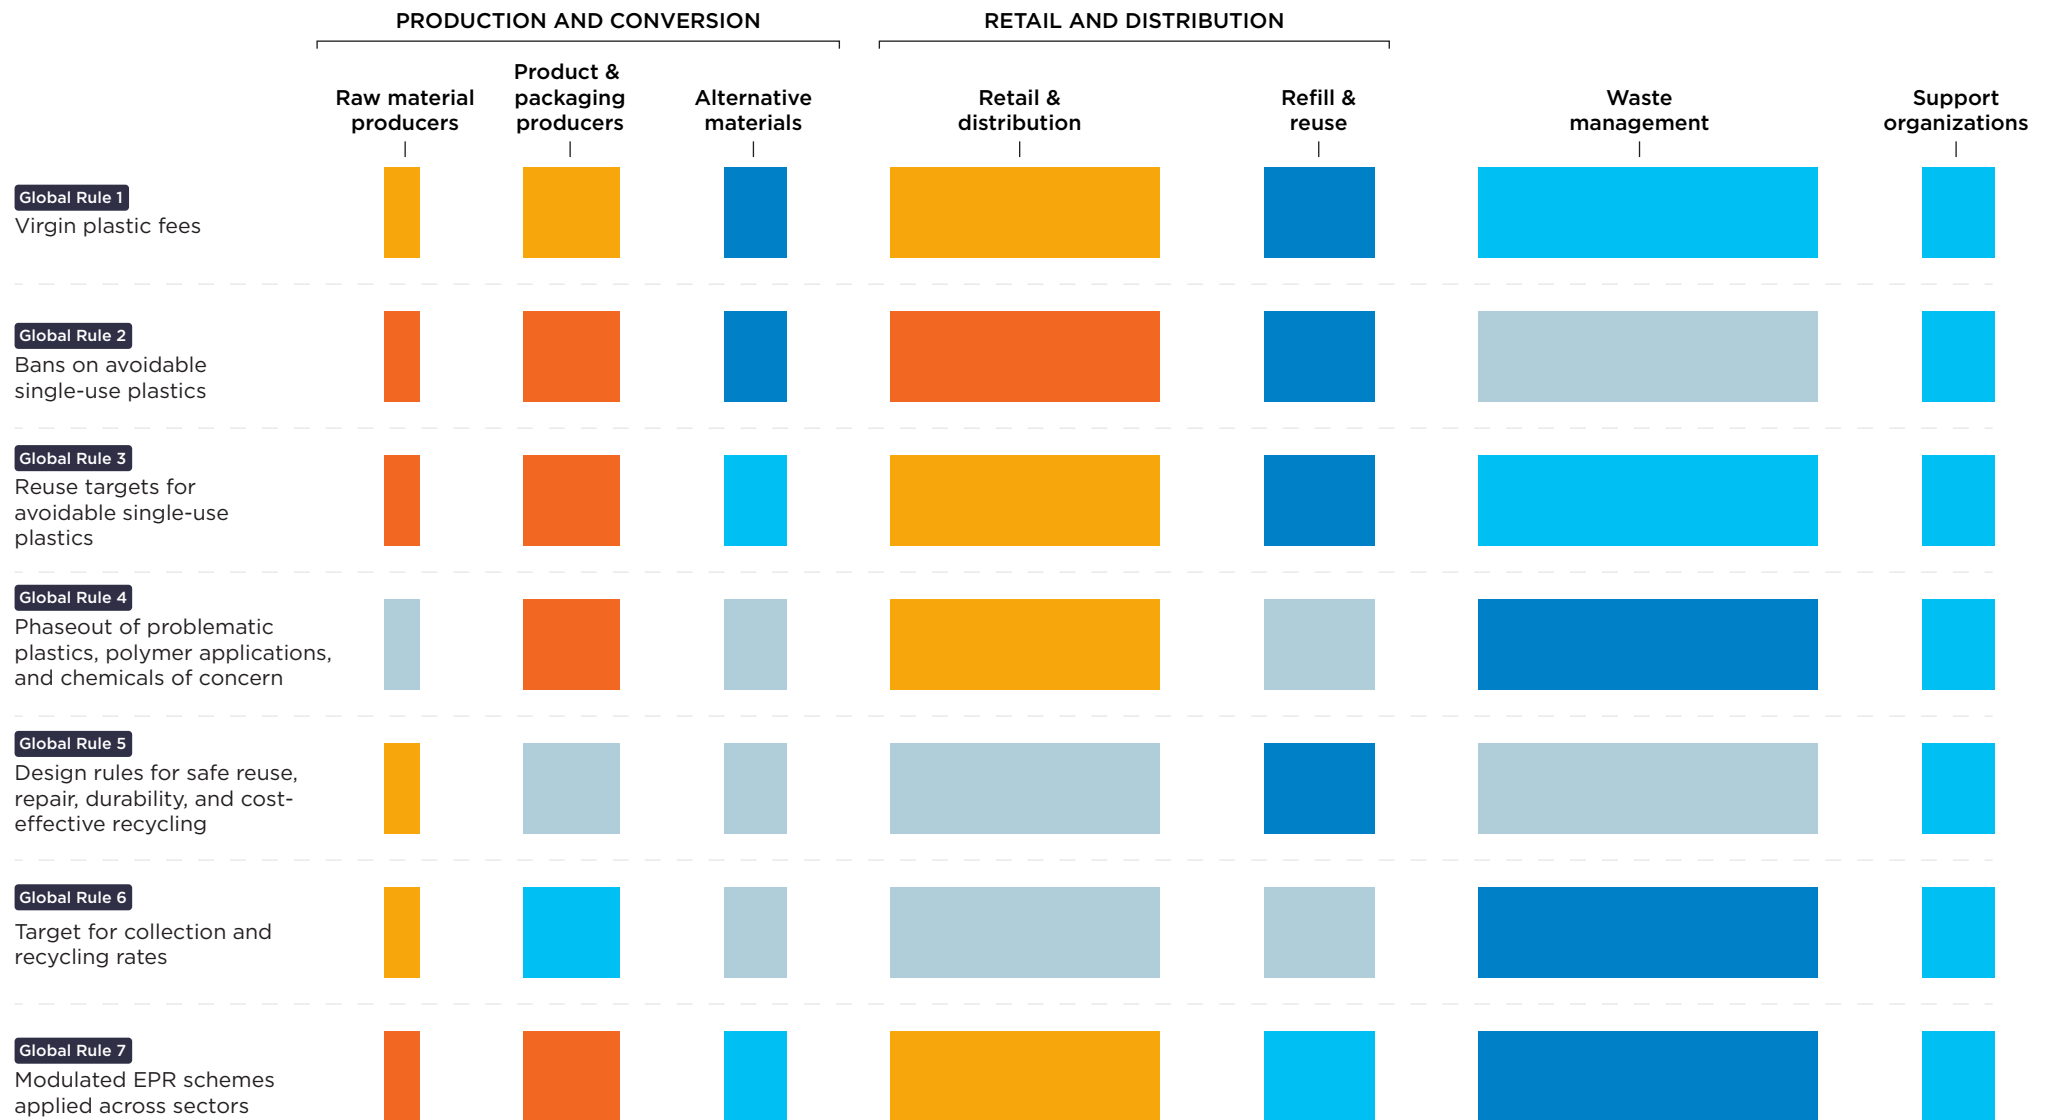 PRODUCTION AND CONVERSION
RETAIL AND DISTRIBUTION
Raw material
producers
Product &
packaging
producers
Alternative
materials
Retail &
distribution
Refill &
reuse
Waste
management
Support
organizations
Global Rule 1
Virgin plastic fees
Global Rule 2
Bans on avoidable
single-use plastics
Global Rule 3
Reuse targets for
avoidable single-use
plastics
Global Rule 4
Phaseout of problematic
plastics, polymer applications,
and chemicals of concern
Global Rule 5
Design rules for safe reuse,
repair, durability, and cost-
effective recycling
Global Rule 6
Target for collection and
recycling rates
Global Rule 7
Modulated EPR schemes
applied across sectors